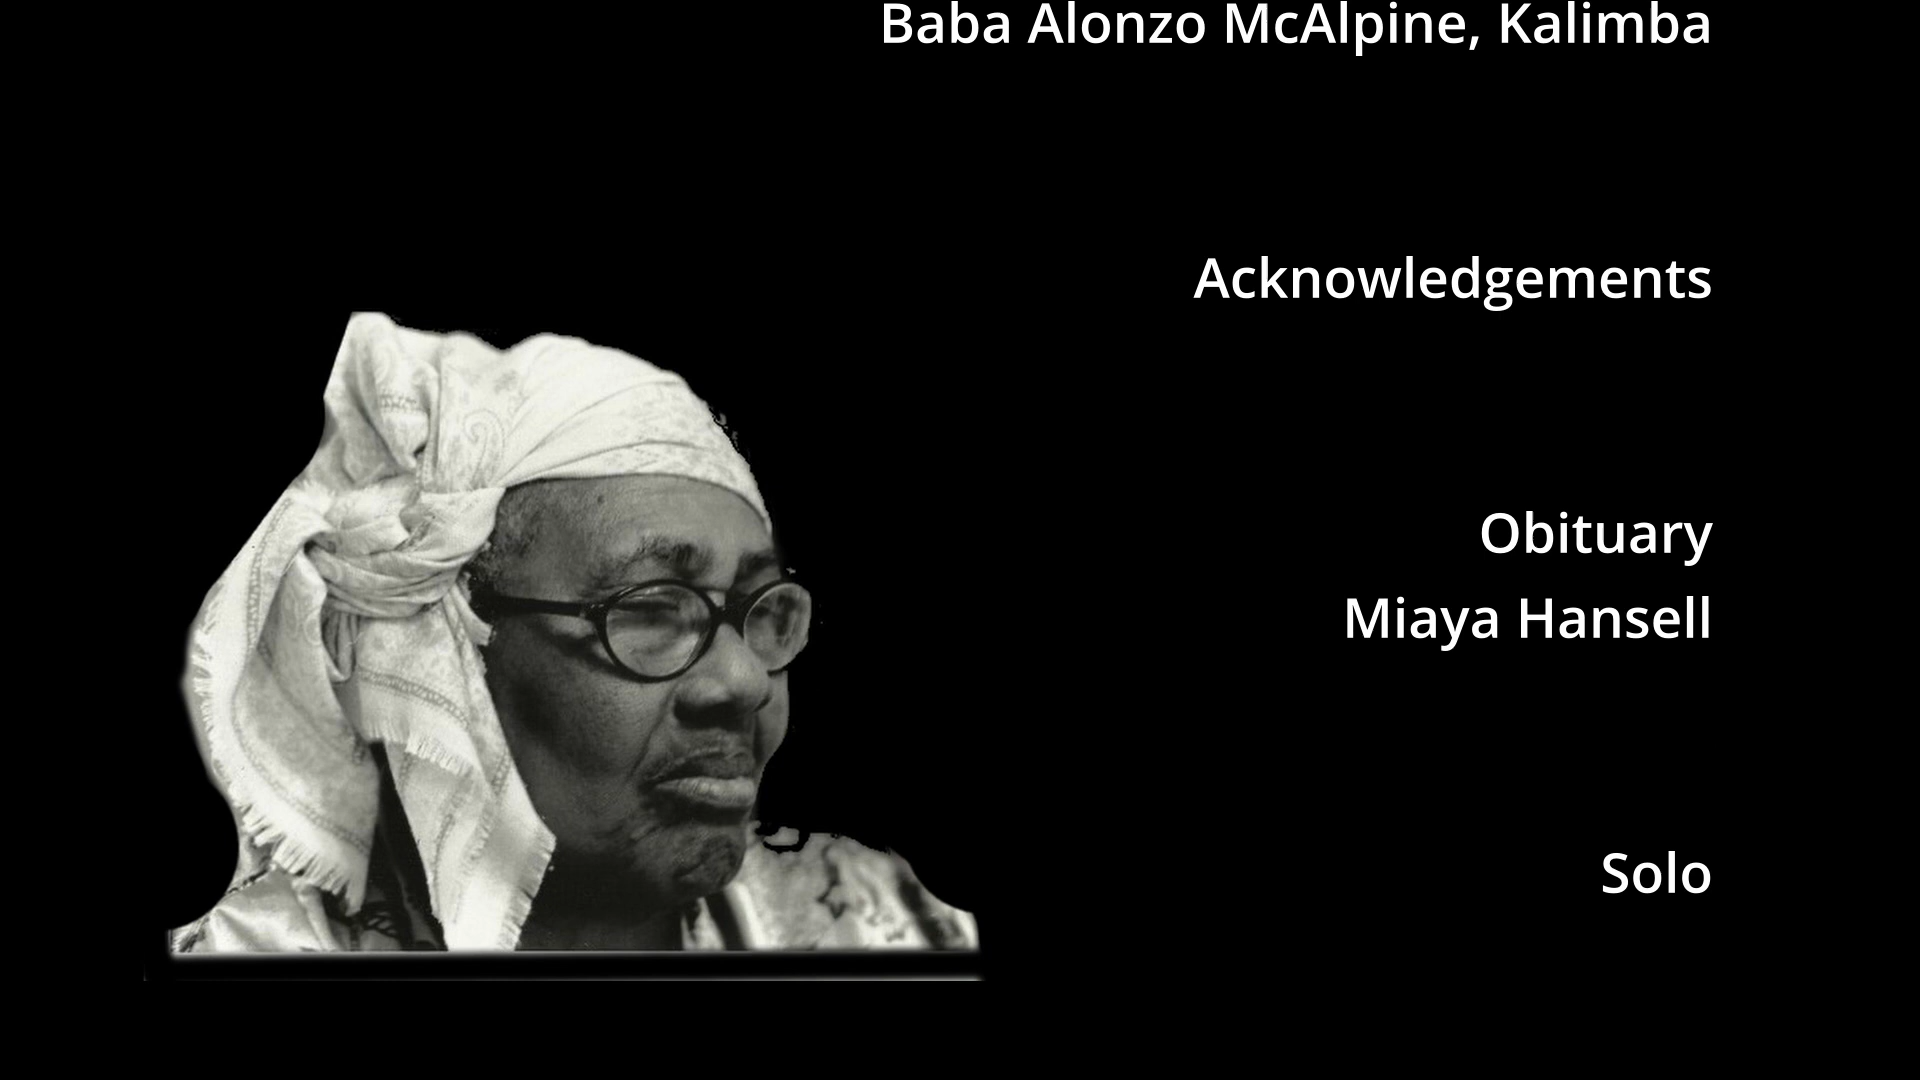 Baba Alonzo McAlpine, Kalimba
Acknowledgements
Obituary
Miaya Hansell
Solo